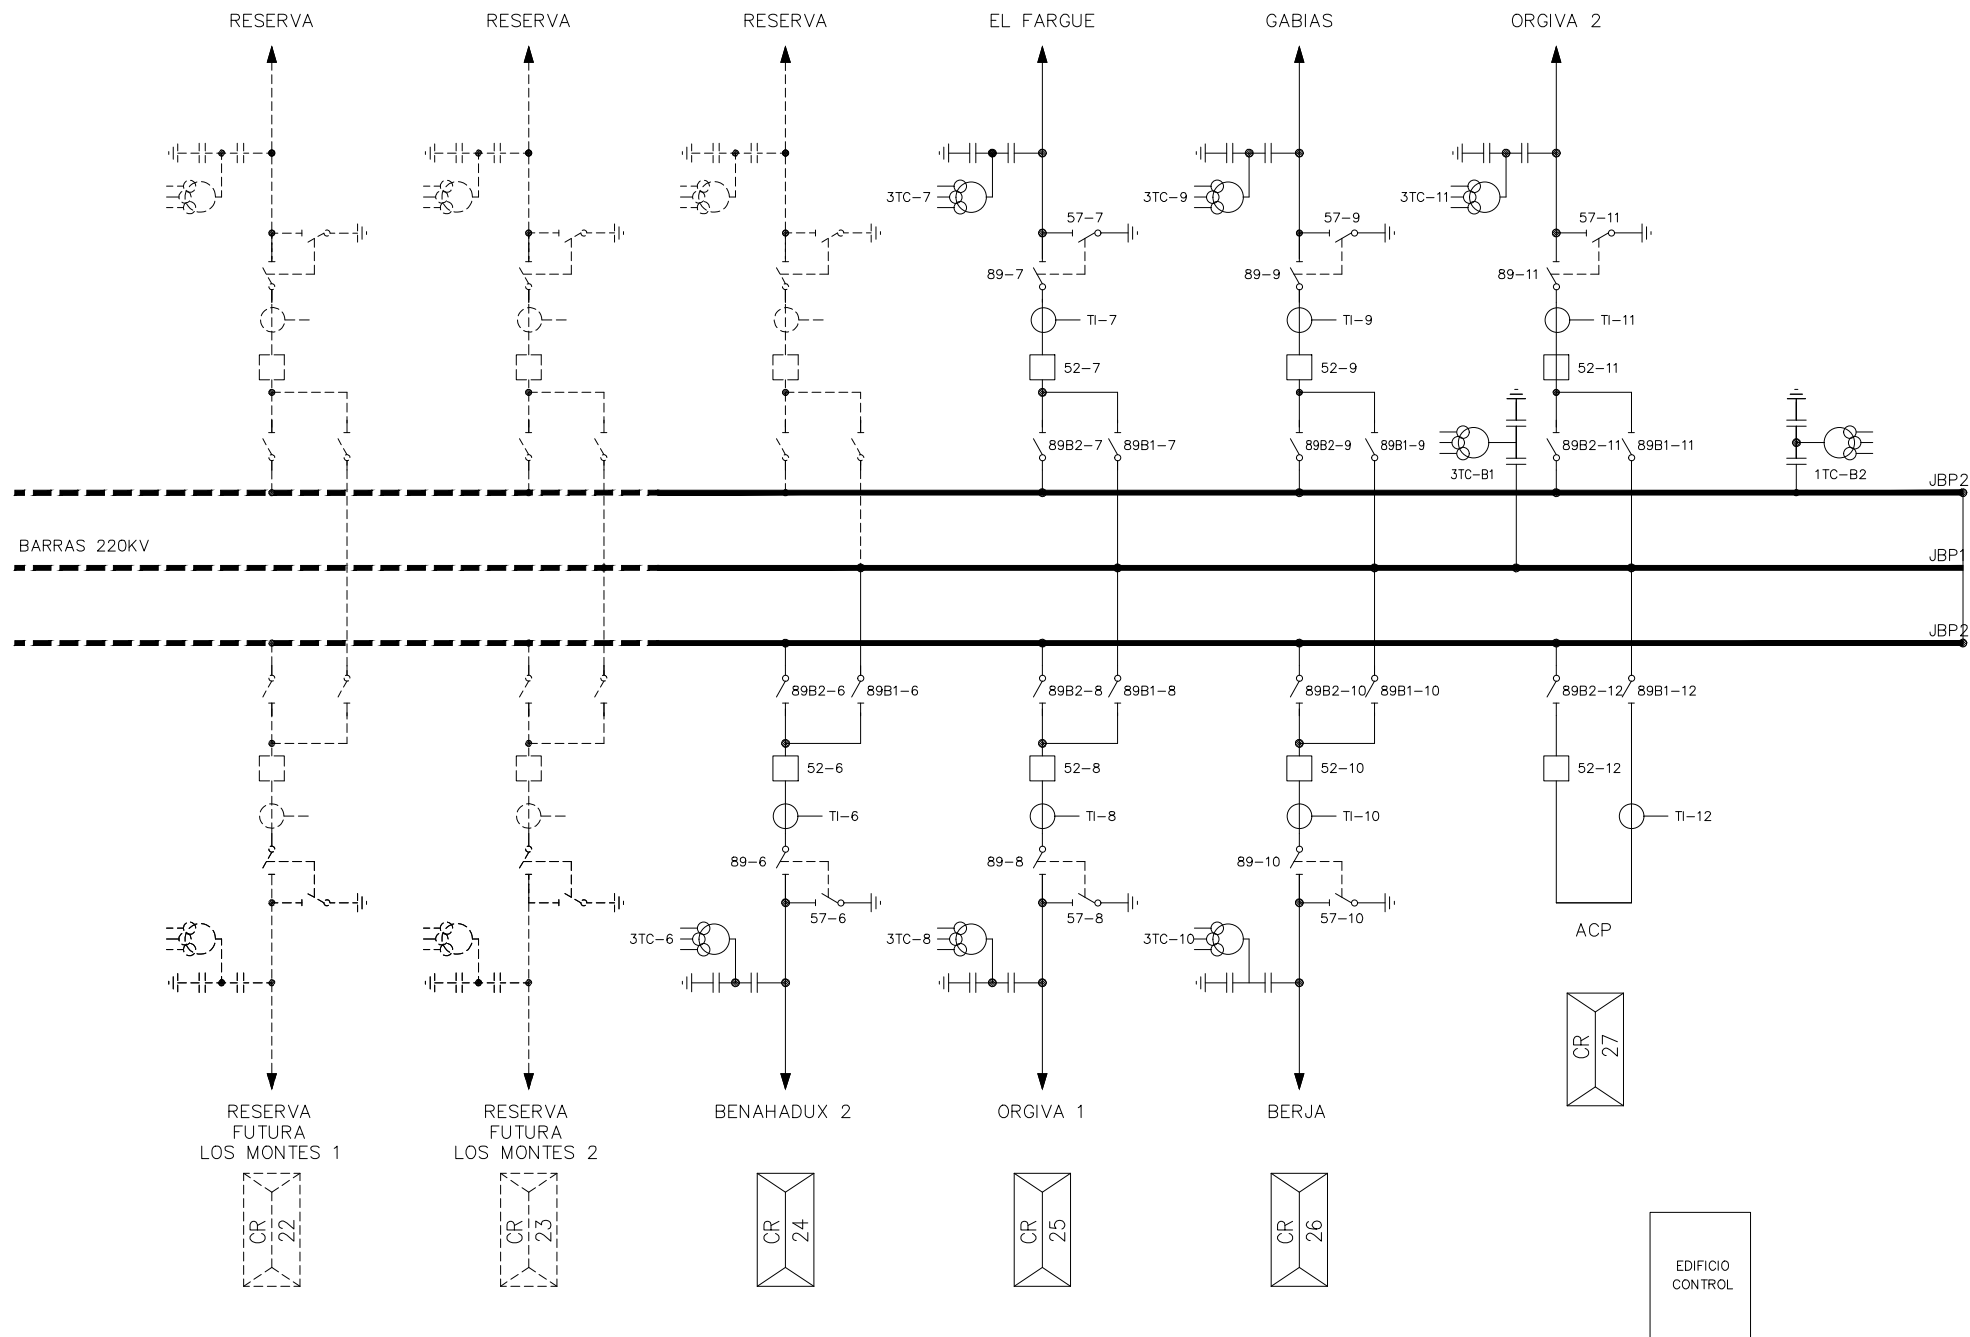 RESERVA
RESERVA
RESERVA
EL FARGUE
GABIAS
ORGIVA 2
3TC-7
3TC-9
3TC-11
57-7
57-9
57-11
89-7
89-9
89-11
TI-7
TI-9
TI-11
52-7
52-9
52-11
89B2-7
89B1-7
89B2-9
89B1-9
3TC-B1
89B2-11
89B1-11
1TC-B2
JBP2
BARRAS 220KV
JBP1
JBP2
89B2-6
89B1-6
89B2-8
89B1-8
89B2-10
89B1-10
89B2-12
89B1-12
52-6
52-8
52-10
52-12
TI-6
TI-8
TI-10
TI-12
89-6
89-8
89-10
57-6
57-8
57-10
3TC-6
3TC-8
3TC-10
ACP
CR
27
RESERVA
FUTURA
LOS MONTES 1
RESERVA
FUTURA
LOS MONTES 2
BENAHADUX 2
ORGIVA 1
BERJA
CR
22
CR
23
CR
24
CR
25
CR
26
EDIFICIO
CONTROL